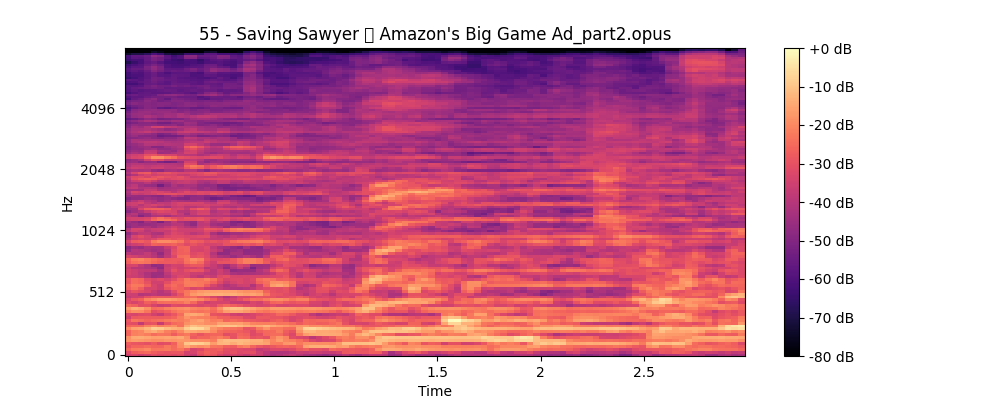 55 - Saving Sawyer Amazon's Big Game Ad_part2.opus
+0 dB
-10 dB
-20 dB
-30 dB
-40 dB
-50 dB
-60 dB
-70 dB
-80 dB
4096
2048
1024
512
0
Hz
0
0.5
1
1.5
2
2.5
Time